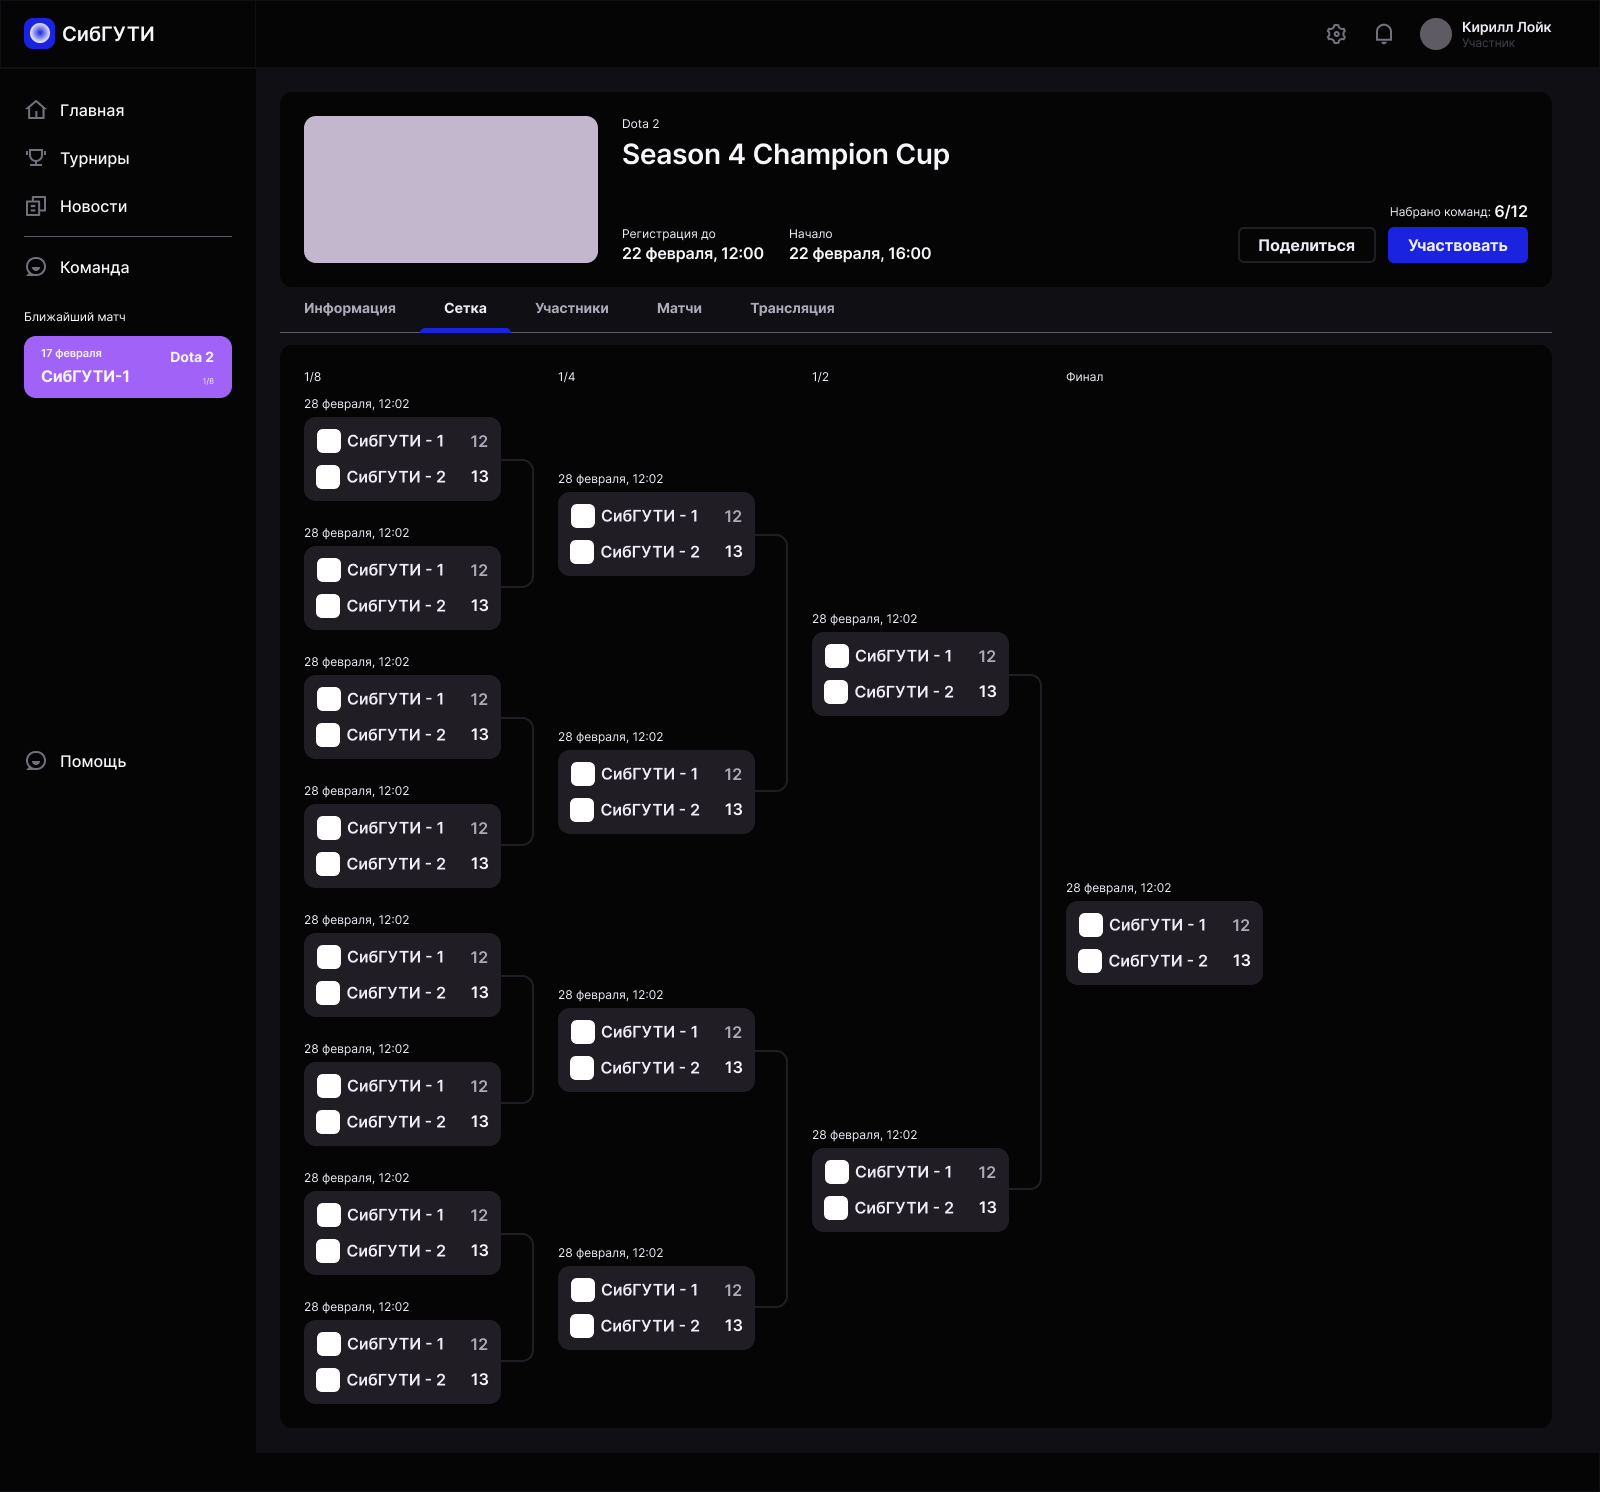 СибГУТИ
Кирилл Лойк
Участник
Главная
Турниры
Новости
Команда
Ближайший матч
17 февраля
Dota 2
СибГУТИ-1
1/8
Помощь
Dota 2
Season 4 Champion Cup
Регистрация до
22 февраля, 12:00
Начало
22 февраля, 16:00
Набрано команд: 6/12
Поделиться
Участвовать
Информация
Сетка
Участники
Матчи
Трансляция
1/8
28 февраля, 12:02
СибГУТИ - 1 12
СибГУТИ - 2 13
28 февраля, 12:02
СибГУТИ - 1 12
СибГУТИ - 2 13
28 февраля, 12:02
СибГУТИ - 1 12
СибГУТИ - 2 13
28 февраля, 12:02
СибГУТИ - 1 12
СибГУТИ - 2 13
28 февраля, 12:02
СибГУТИ - 1 12
СибГУТИ - 2 13
28 февраля, 12:02
СибГУТИ - 1 12
СибГУТИ - 2 13
28 февраля, 12:02
СибГУТИ - 1 12
СибГУТИ - 2 13
28 февраля, 12:02
СибГУТИ - 1 12
СибГУТИ - 2 13
1/4
28 февраля, 12:02
СибГУТИ - 1 12
СибГУТИ - 2 13
28 февраля, 12:02
СибГУТИ - 1 12
СибГУТИ - 2 13
28 февраля, 12:02
СибГУТИ - 1 12
СибГУТИ - 2 13
28 февраля, 12:02
СибГУТИ - 1 12
СибГУТИ - 2 13
1/2
28 февраля, 12:02
СибГУТИ - 1 12
СибГУТИ - 2 13
28 февраля, 12:02
СибГУТИ - 1 12
СибГУТИ - 2 13
Финал
28 февраля, 12:02
СибГУТИ - 1 12
СибГУТИ - 2 13